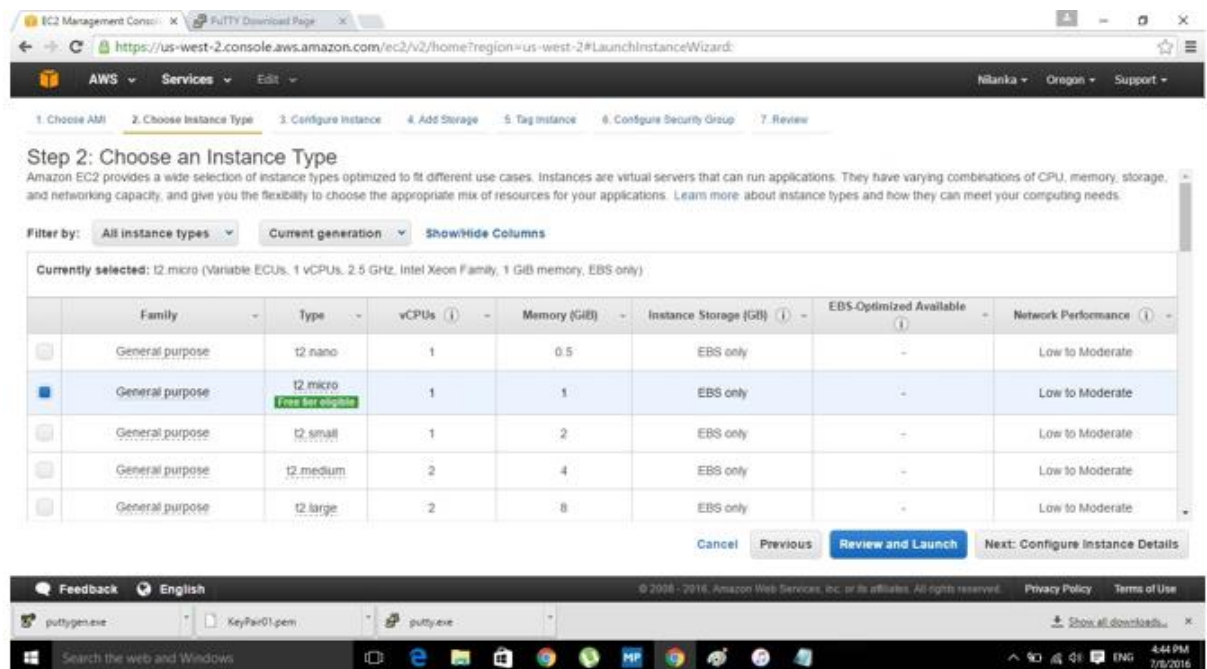 EC2 Management Consol
PuTTY Download Page
https://us-west-2.console.aws.amazon.com/ec2/v2/home?region=us-west-2#LaunchInstanceWizard:
AWS Services Edit Nilanka Oregon Support
1. Choose AMI 2. Choose Instance Type 3. Configure Instance 4. Add Storage 5. Tag Instance 6. Configure Security Group 7. Review
Step 2: Choose an Instance Type
Amazon EC2 provides a wide selection of instance types optimized to fit different use cases. Instances are virtual servers that can run applications. They have varying combinations of CPU, memory, storage,
and networking capacity, and give you the flexibility to choose the appropriate mix of resources for your applications. Learn more about instance types and how they can meet your computing needs.
Filter by: All instance types Current generation Show/Hide Columns
Currently selected: t2.micro (Variable ECUs, 1 vCPUs, 2.5 GHz, Intel Xeon Family, 1 GiB memory, EBS only)
Family Type vCPUs Memory (GiB) Instance Storage (GB) EBS-Optimized Available Network Performance
General purpose t2.nano 1 0.5 EBS only - Low to Moderate
General purpose t2.micro Free tier eligible 1 1 EBS only - Low to Moderate
General purpose t2.small 1 2 EBS only - Low to Moderate
General purpose t2.medium 2 4 EBS only - Low to Moderate
General purpose t2.large 2 8 EBS only - Low to Moderate
Cancel Previous Review and Launch Next: Configure Instance Details
Feedback English © 2008 - 2016, Amazon Web Services, Inc. or its affiliates. All rights reserved. Privacy Policy Terms of Use
puttygen.exe KeyPair01.pem putty.exe Show all downloads...
Search the web and Windows MP ENG 4:44 PM
7/8/2016